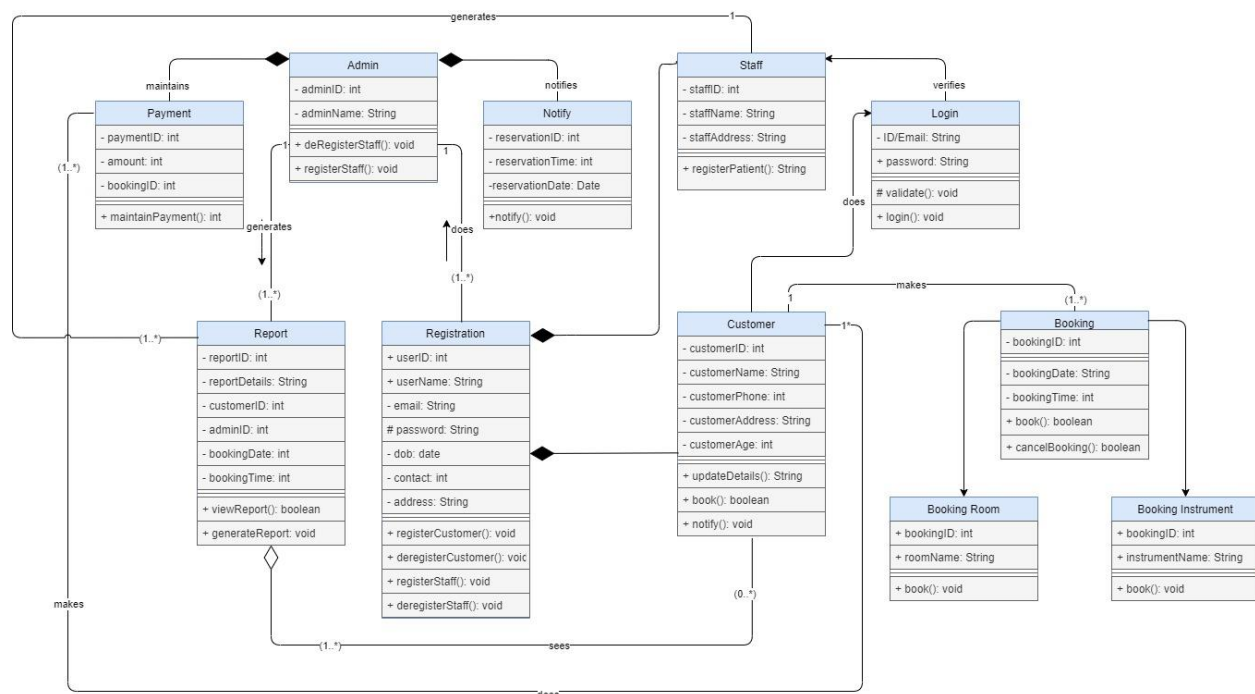 generates
1
Admin
- adminID: int
- adminName: String
+ deRegisterStaff(): void
+ registerStaff(): void
Staff
- staffID: int
- staffName: String
- staffAddress: String
+ registerPatient(): String
maintains
notifies
verifies
Payment
- paymentID: int
- amount: int
- bookingID: int
+ maintainPayment(): int
Notify
- reservationID: int
- reservationTime: int
-reservationDate: Date
+notify(): void
Login
- ID/Email: String
+ password: String
# validate(): void
+ login(): void
(1..*)
1
1
generates
does
does
(1..*)
(1..*)
makes
1
(1..*)
(1..*)
Report
- reportID: int
- reportDetails: String
- customerID: int
- adminID: int
- bookingDate: int
- bookingTime: int
+ viewReport(): boolean
+ generateReport: void
Registration
+ userID: int
+ userName: String
- email: String
# password: String
- dob: date
- contact: int
- address: String
+ registerCustomer(): void
+ deregisterCustomer(): void
+ registerStaff(): void
+ deregisterStaff(): void
Customer
- customerID: int
- customerName: String
- customerPhone: int
- customerAddress: String
- customerAge: int
+ updateDetails(): String
+ book(): boolean
+ notify(): void
1*
Booking
- bookingID: int
- bookingDate: String
- bookingTime: int
+ book(): boolean
+ cancelBooking(): boolean
Booking Room
+ bookingID: int
+ roomName: String
+ book(): void
Booking Instrument
+ bookingID: int
+ instrumentName: String
+ book(): void
makes
(0..*)
(1..*)
sees